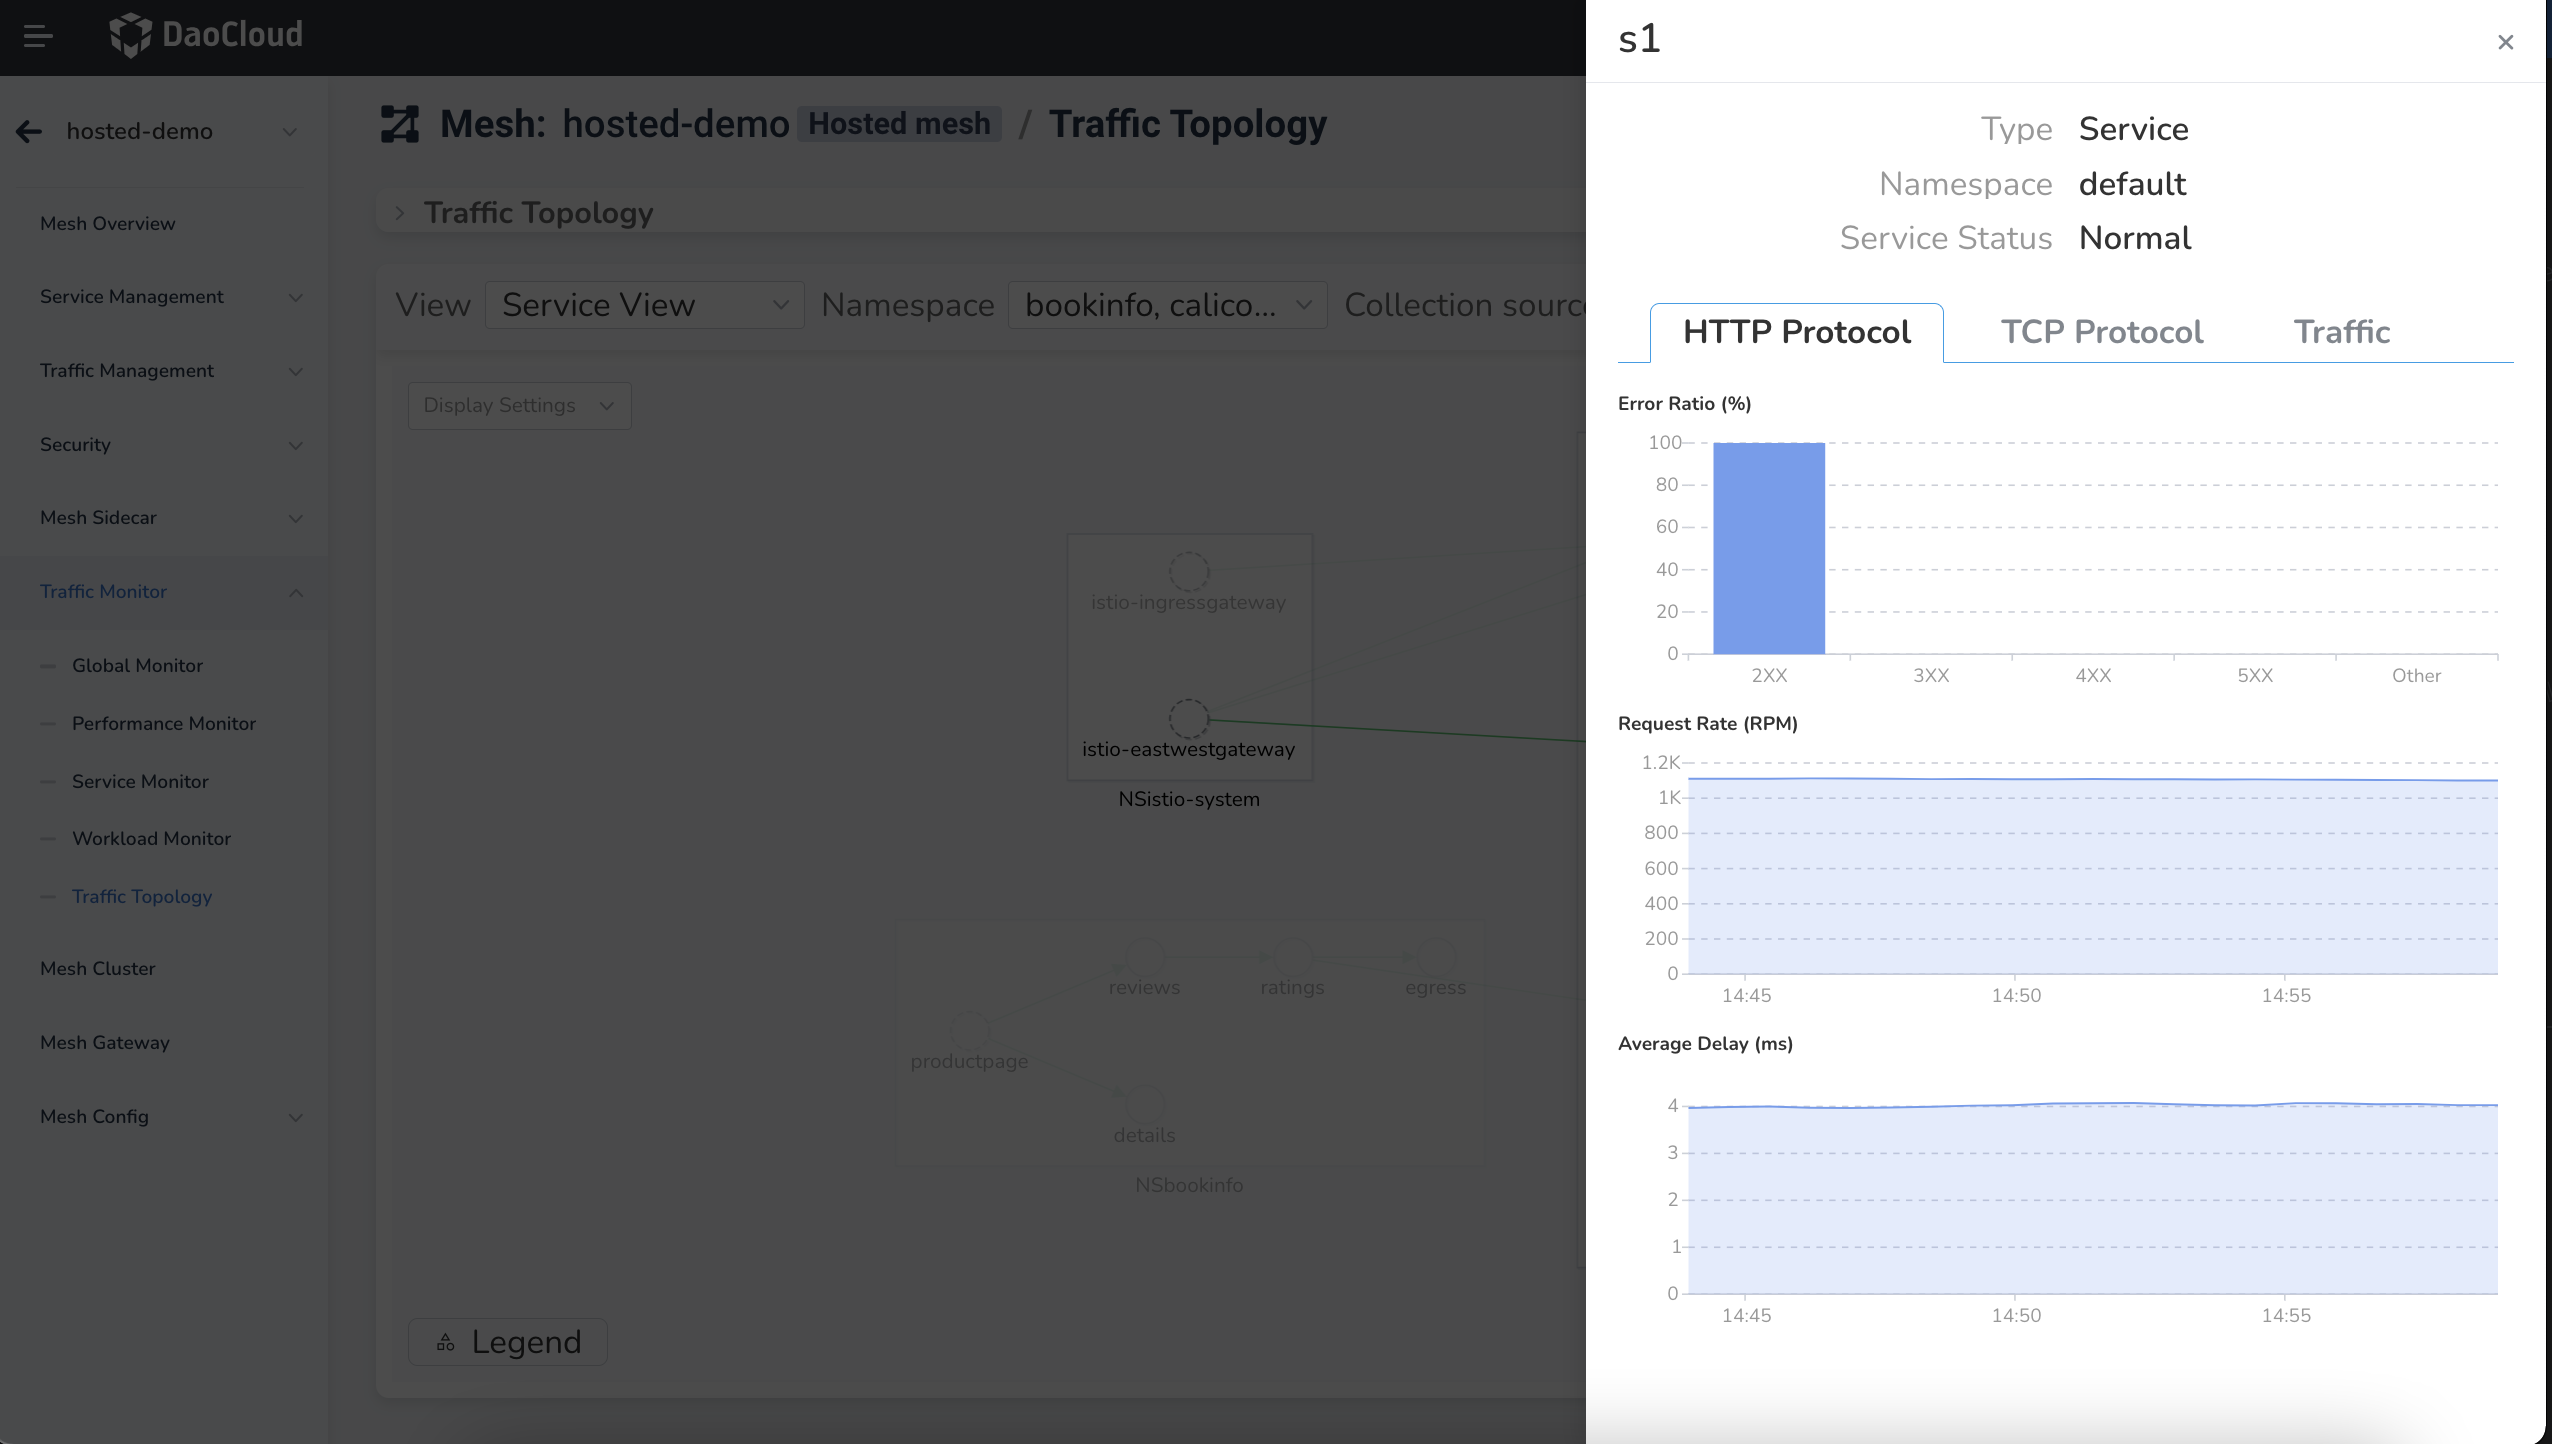 DaoCloud
hosted-demo
Mesh Overview
Service Management
Traffic Management
Security
Mesh Sidecar
Traffic Monitor
Global Monitor
Performance Monitor
Service Monitor
Workload Monitor
Traffic Topology
Mesh Cluster
Mesh Gateway
Mesh Config
Mesh: hosted-demo Hosted mesh / Traffic Topology
Traffic Topology
View Service View Namespace bookinfo, calico... Collection source
Display Settings
istio-ingressgateway
istio-eastwestgateway
NSistio-system
reviews ratings egress
productpage
details
NSbookinfo
Legend
s1
Type Service
Namespace default
Service Status Normal
HTTP Protocol TCP Protocol Traffic
Error Ratio (%)
100
80
60
40
20
0
2XX 3XX 4XX 5XX Other
Request Rate (RPM)
1.2K
1K
800
600
400
200
0
14:45 14:50 14:55
Average Delay (ms)
4
3
2
1
0
14:45 14:50 14:55